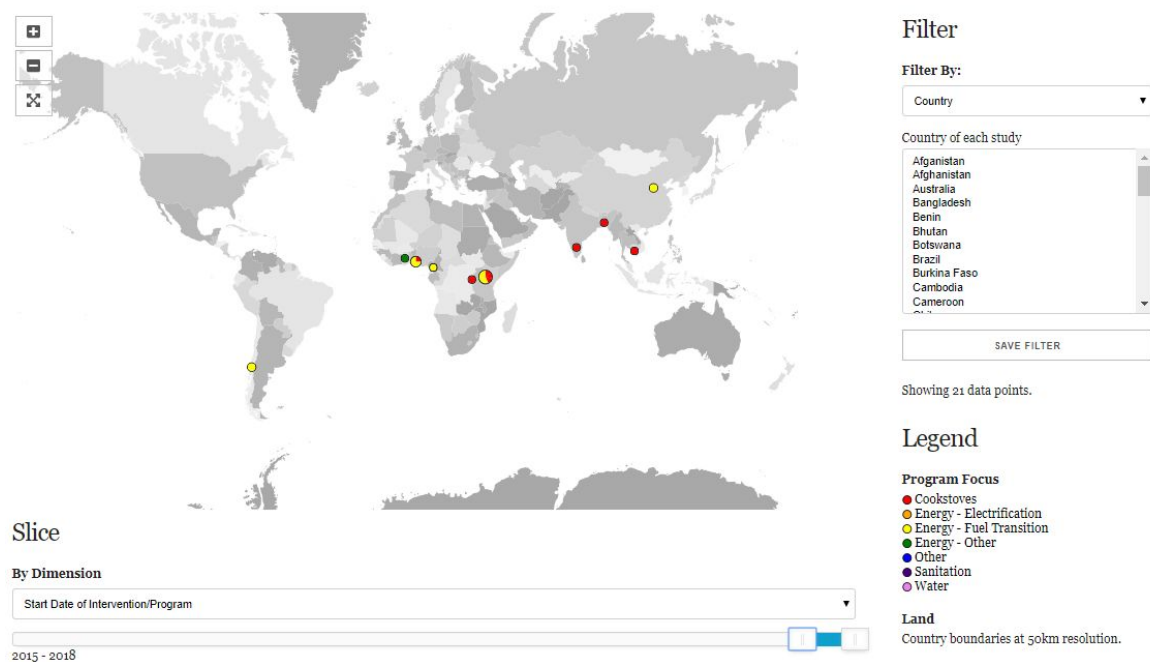 Filter
Filter By:
Country
Country of each study
Afganistan
Afghanistan
Australia
Bangladesh
Benin
Bhutan
Botswana
Brazil
Burkina Faso
Cambodia
Cameroon
SAVE FILTER
Showing 21 data points.
Legend
Program Focus
Cookstoves
Energy - Electrification
Energy - Fuel Transition
Energy - Other
Other
Sanitation
Water
Land
Country boundaries at 50km resolution.
Slice
By Dimension
Start Date of Intervention/Program
2015 - 2018